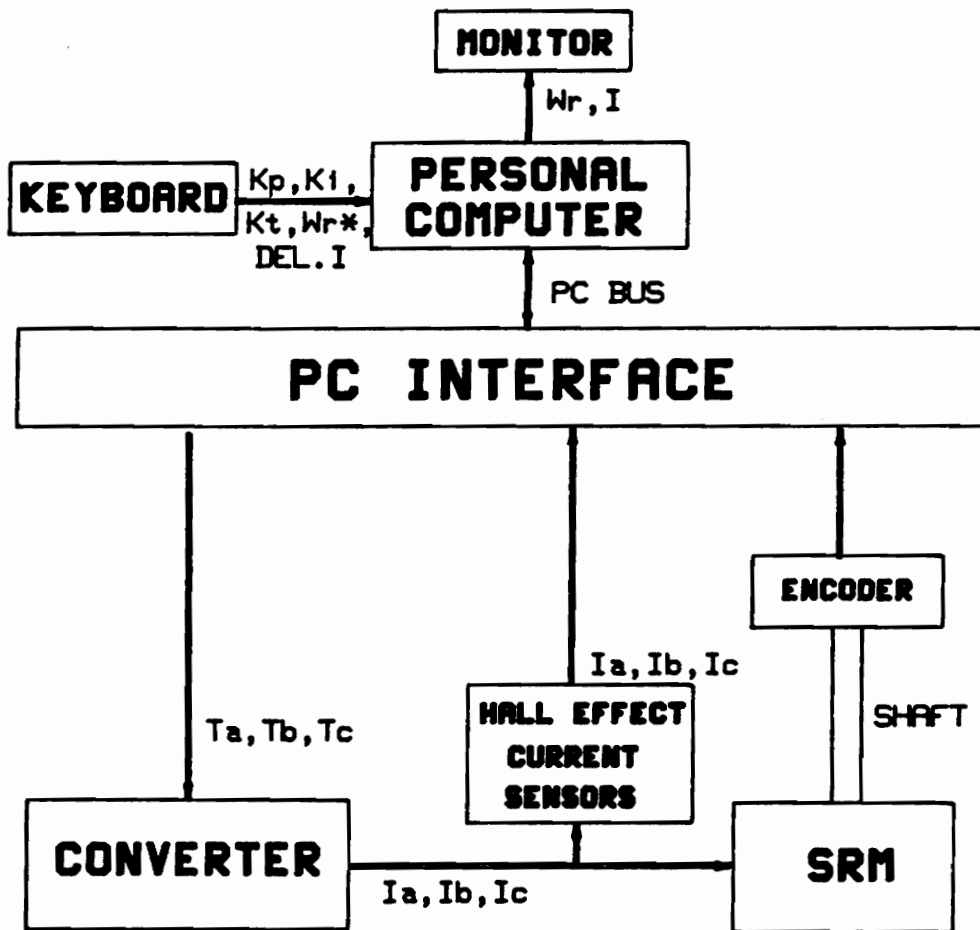 MONITOR
Wr, I
KEYBOARD
Kp, Ki,
Kt, Wr*,
DEL. I
PERSONAL
COMPUTER
PC BUS
PC INTERFACE
ENCODER
Ia, Ib, Ic
HALL EFFECT
CURRENT
SENSORS
SHAFT
Ta, Tb, Tc
CONVERTER
Ia, Ib, Ic
SRM